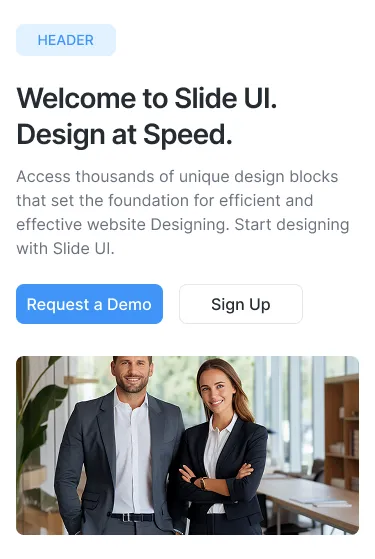 HEADER
Welcome to Slide UI.
Design at Speed.
Access thousands of unique design blocks
that set the foundation for efficient and
effective website Designing. Start designing
with Slide UI.
Request a Demo
Sign Up